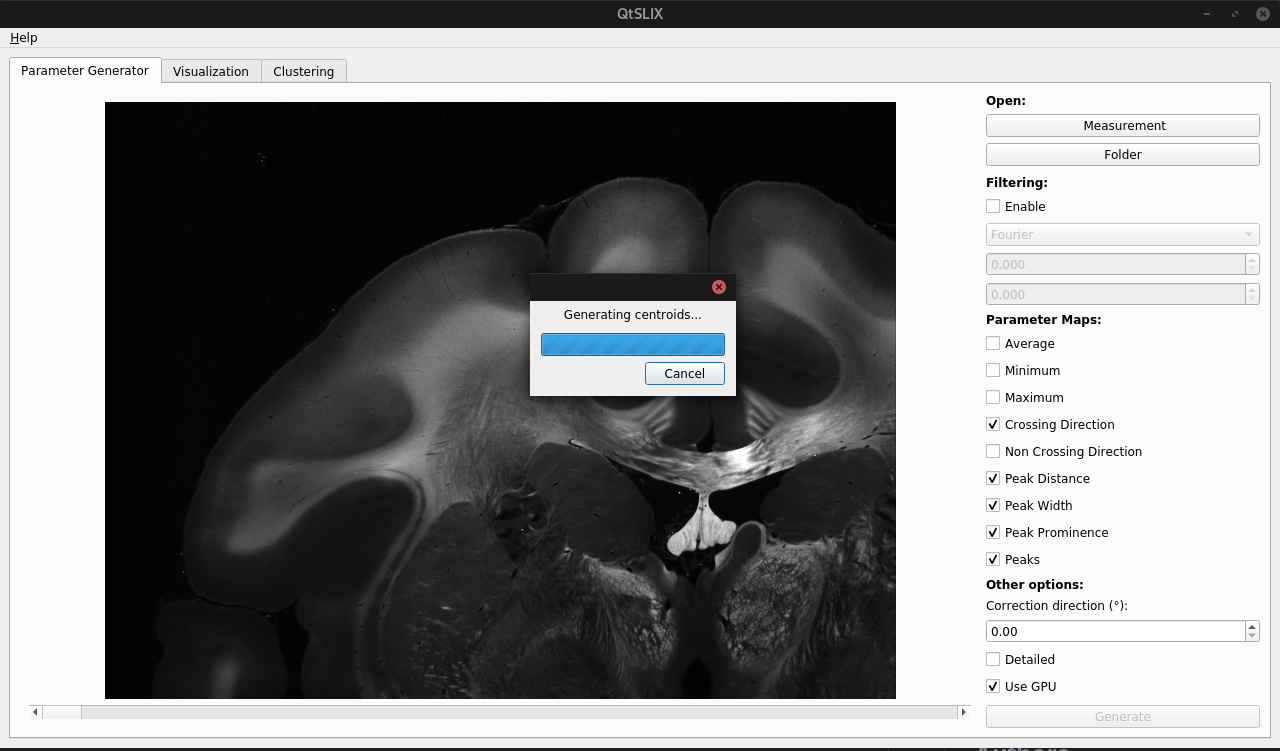 QtSLIX
Help
Parameter Generator
Visualization
Clustering
Generating centroids...
Cancel
Open:
Measurement
Folder
Filtering:
Enable
Fourier
0.000
0.000
Parameter Maps:
Average
Minimum
Maximum
Crossing Direction
Non Crossing Direction
Peak Distance
Peak Width
Peak Prominence
Peaks
Other options:
Correction direction (°):
0.00
Detailed
Use GPU
Generate